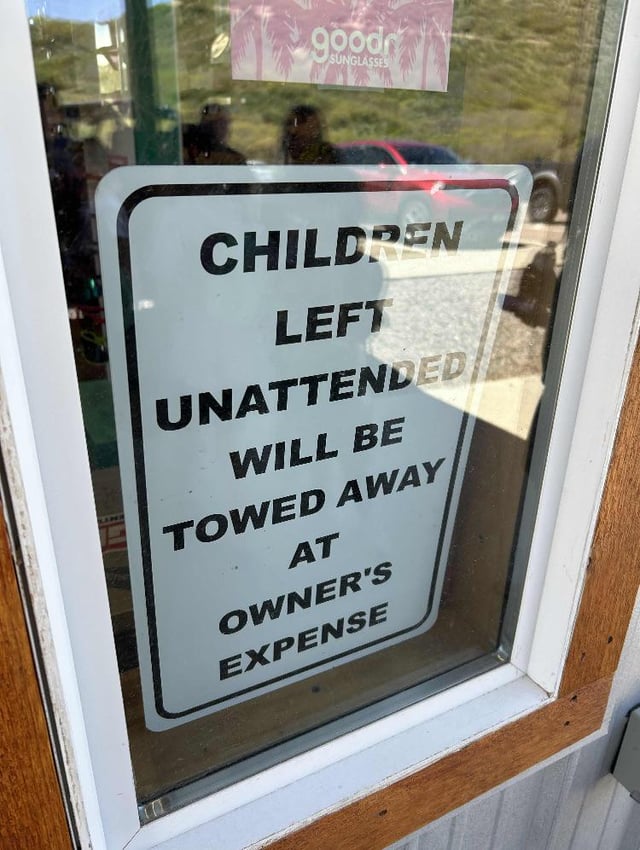 goodr
SUNGLASSES
CHILDREN
LEFT
UNATTENDED
WILL BE
TOWED AWAY
AT
OWNER'S
EXPENSE